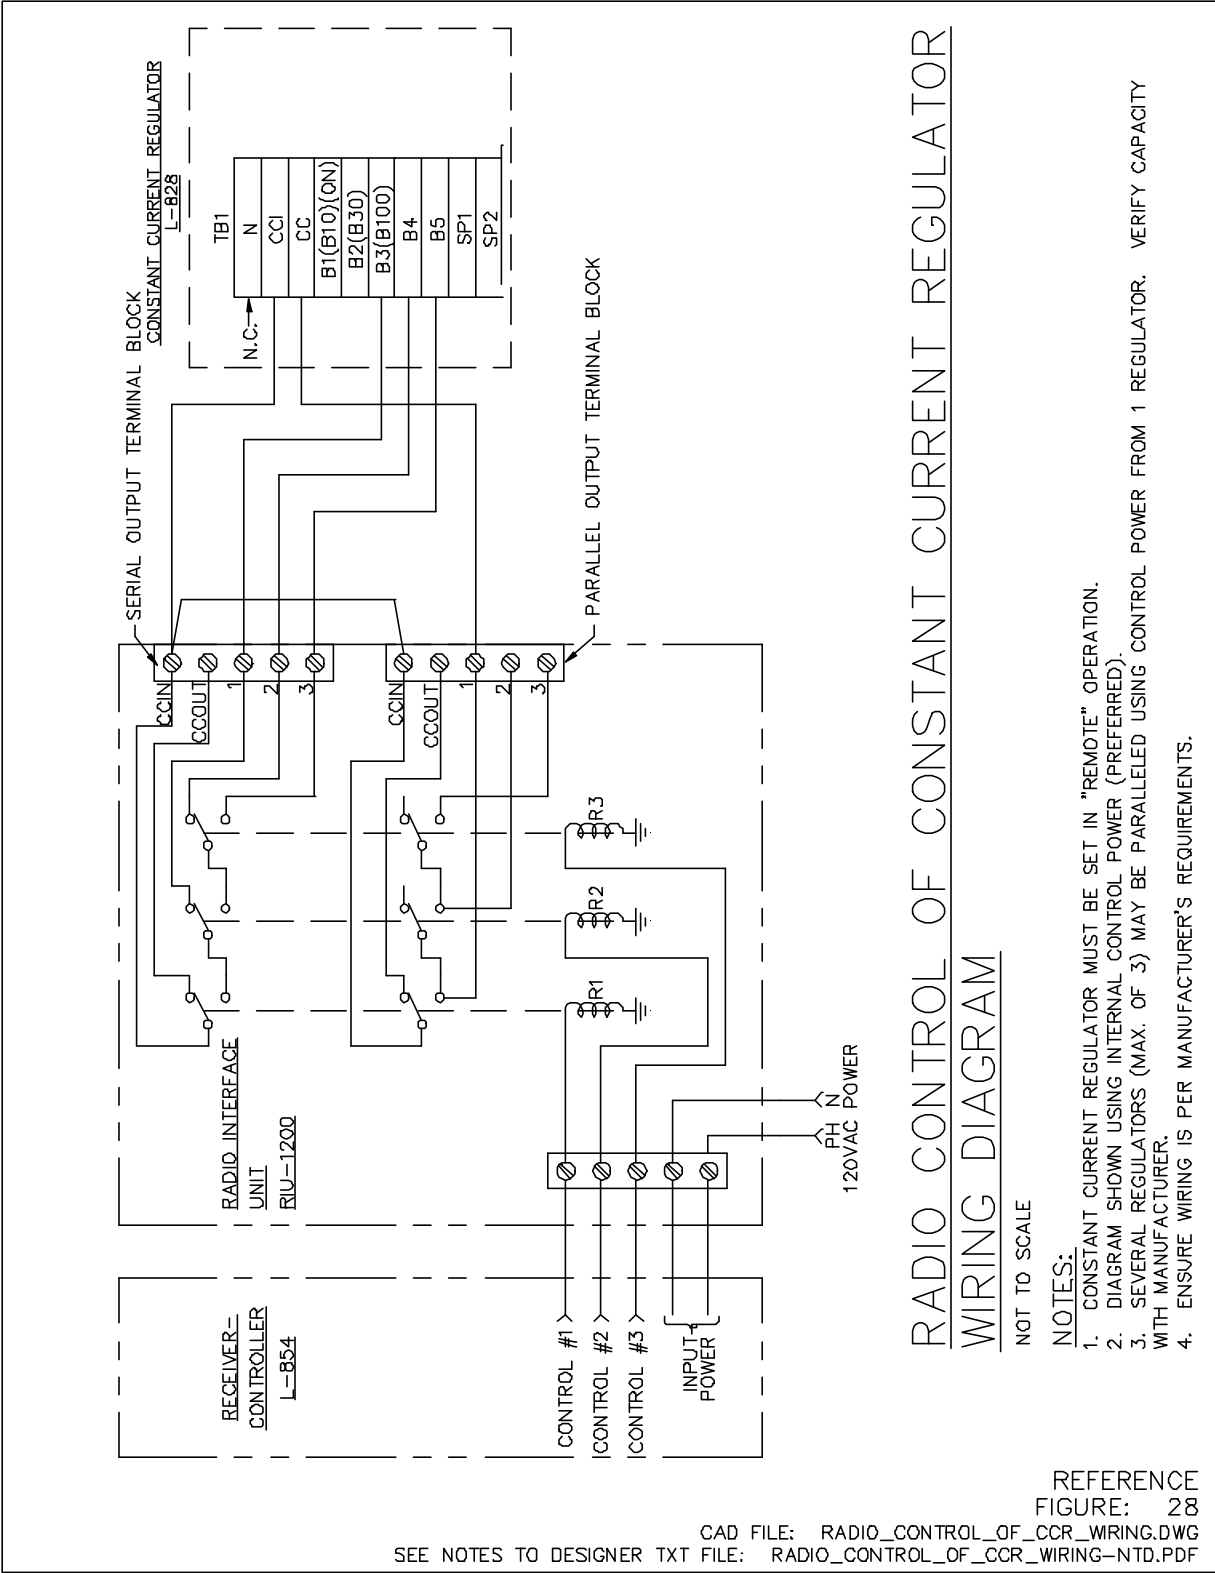 CONSTANT CURRENT REGULATOR
L-828
TB1
N
CCI
CC
B1(B10)(ON)
B2(B30)
B3(B100)
B4
B5
SP1
SP2
N.C.
SERIAL OUTPUT TERMINAL BLOCK
PARALLEL OUTPUT TERMINAL BLOCK
CCIN
CCOUT
1
2
3
CCIN
CCOUT
1
2
3
R3
R2
R1
RADIO INTERFACE
UNIT
RIU-1200
PH
N
120VAC POWER
RECEIVER-
CONTROLLER
L-854
CONTROL #1
CONTROL #2
CONTROL #3
INPUT
POWER
RADIO CONTROL OF CONSTANT CURRENT REGULATOR
WIRING DIAGRAM
NOT TO SCALE
NOTES:
1. CONSTANT CURRENT REGULATOR MUST BE SET IN "REMOTE" OPERATION.
2. DIAGRAM SHOWN USING INTERNAL CONTROL POWER (PREFERRED).
3. SEVERAL REGULATORS (MAX. OF 3) MAY BE PARALLELED USING CONTROL POWER FROM 1 REGULATOR. VERIFY CAPACITY
WITH MANUFACTURER.
4. ENSURE WIRING IS PER MANUFACTURER'S REQUIREMENTS.
REFERENCE
FIGURE: 28
CAD FILE: RADIO_CONTROL_OF_CCR_WIRING.DWG
SEE NOTES TO DESIGNER TXT FILE: RADIO_CONTROL_OF_CCR_WIRING-NTD.PDF